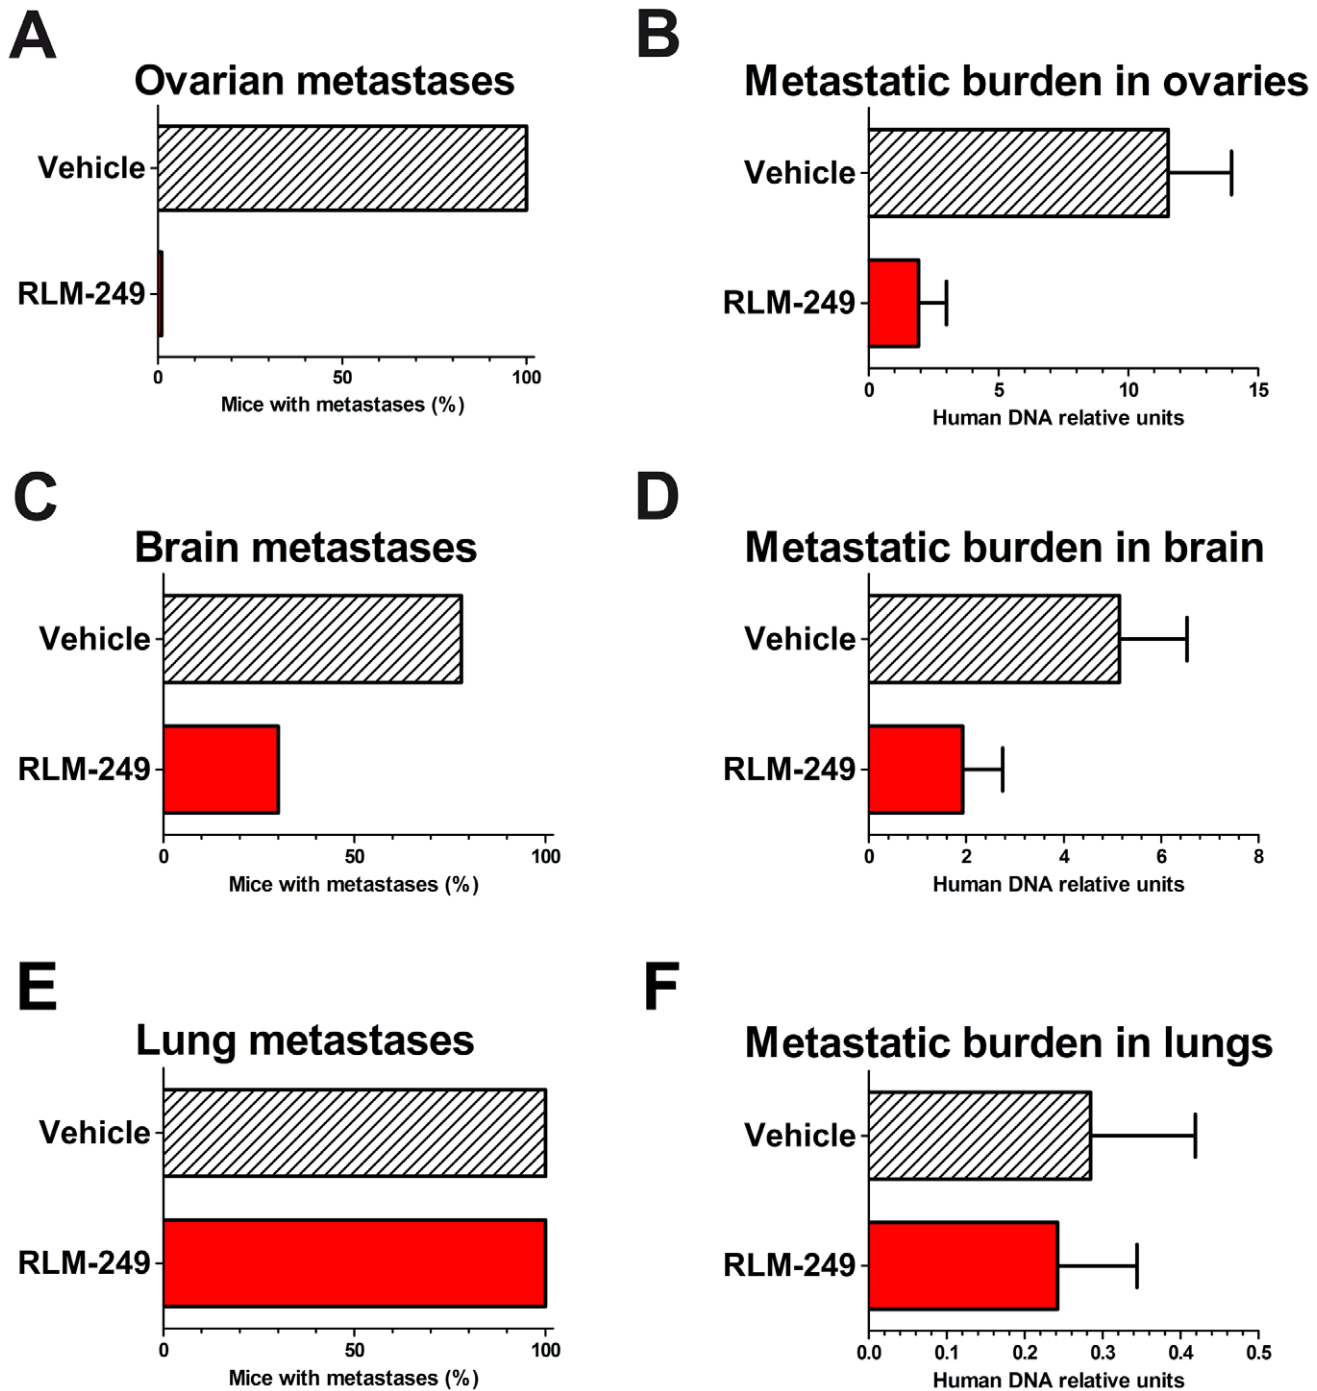 A
Ovarian metastases
Vehicle
RLM-249
0 50 100
Mice with metastases (%)
B
Metastatic burden in ovaries
Vehicle
RLM-249
0 5 10 15
Human DNA relative units
C
Brain metastases
Vehicle
RLM-249
0 50 100
Mice with metastases (%)
D
Metastatic burden in brain
Vehicle
RLM-249
0 2 4 6 8
Human DNA relative units
E
Lung metastases
Vehicle
RLM-249
0 50 100
Mice with metastases (%)
F
Metastatic burden in lungs
Vehicle
RLM-249
0.0 0.1 0.2 0.3 0.4 0.5
Human DNA relative units